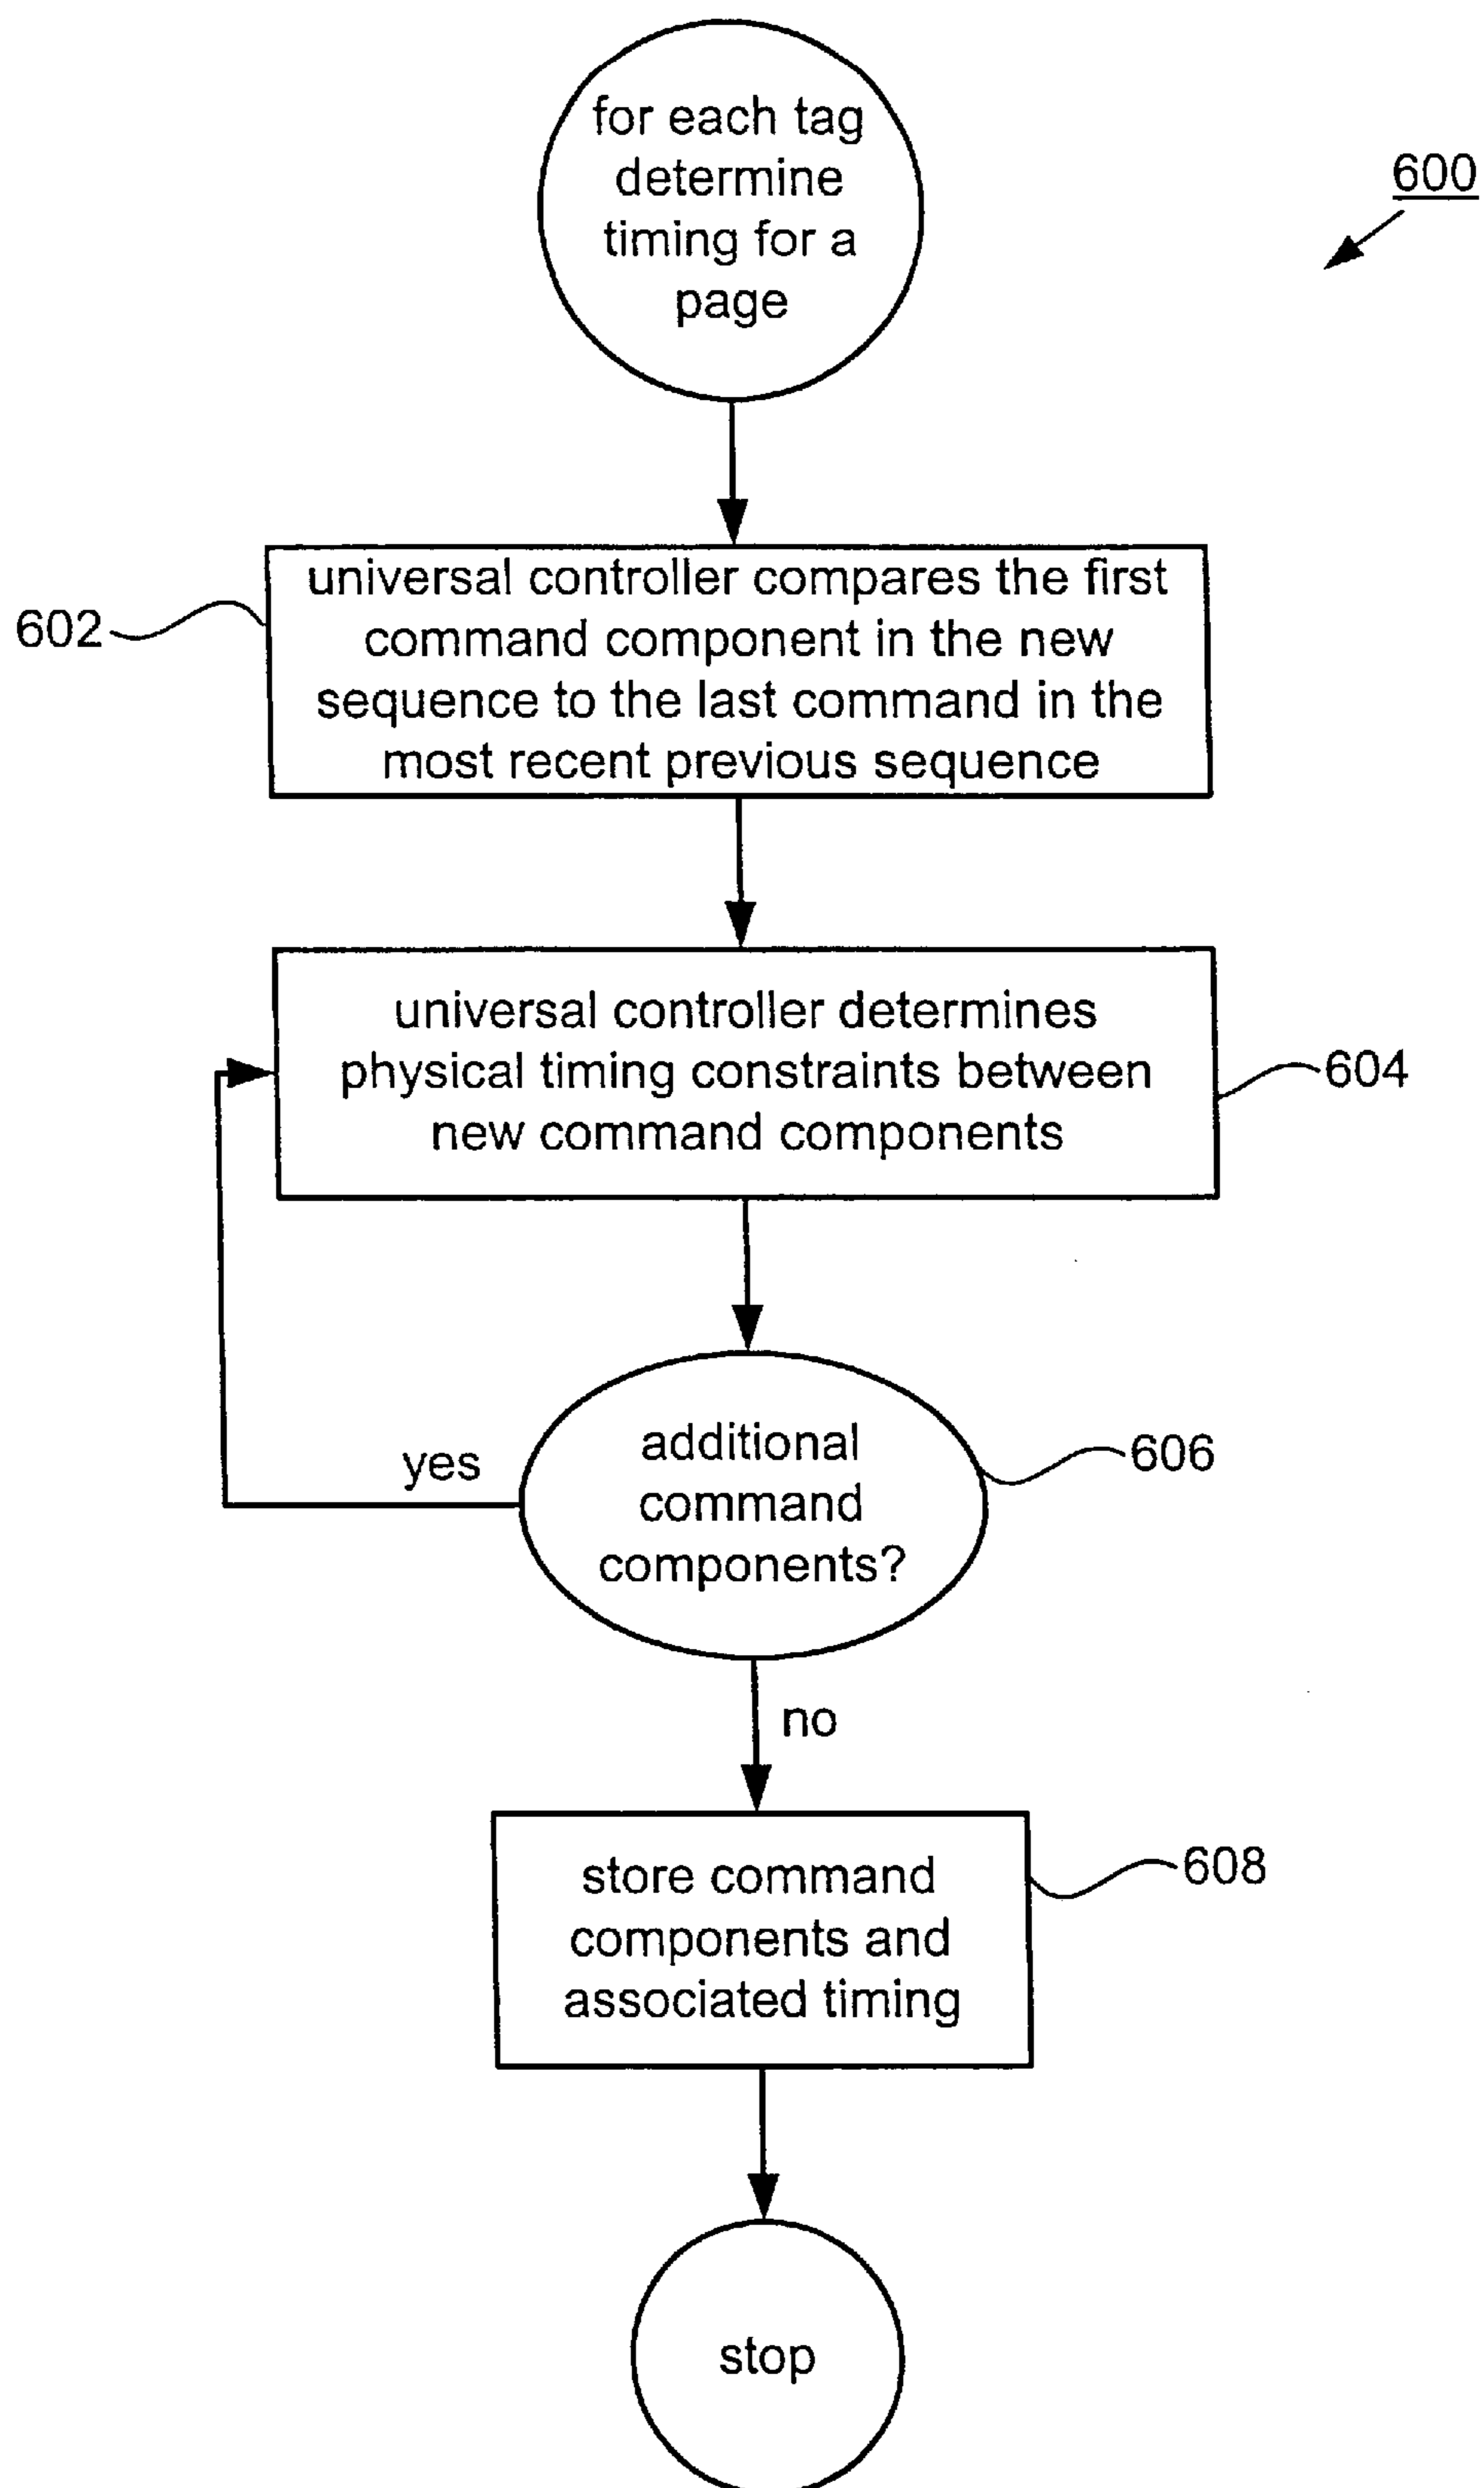 for each tag
determine
timing for a
page
600
602
universal controller compares the first
command component in the new
sequence to the last command in the
most recent previous sequence
universal controller determines
physical timing constraints between
new command components
604
additional
command
components?
606
yes
no
store command
components and
associated timing
608
stop